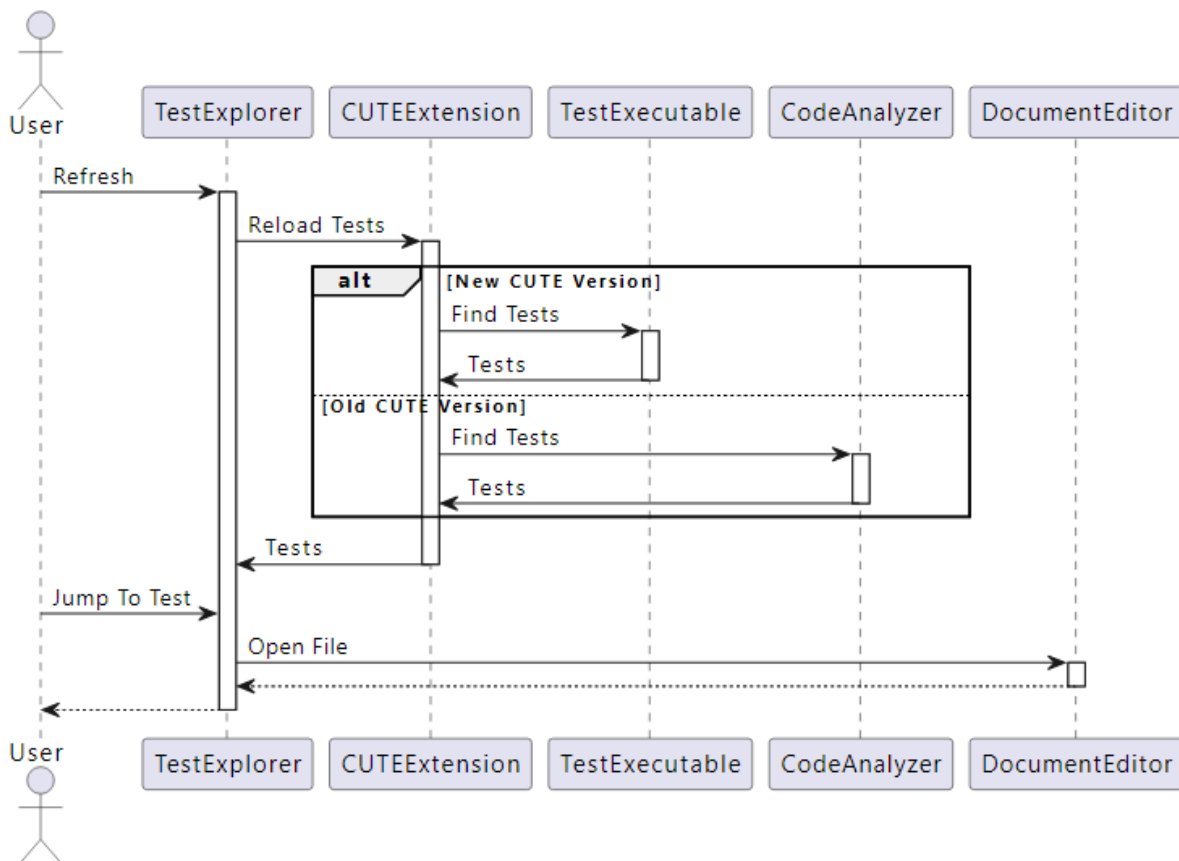 User
TestExplorer
CUTEExtension
TestExecutable
CodeAnalyzer
DocumentEditor
Refresh
Reload Tests
alt
[New CUTE Version]
Find Tests
Tests
[Old CUTE Version]
Find Tests
Tests
Tests
Jump To Test
Open File
User
TestExplorer
CUTEExtension
TestExecutable
CodeAnalyzer
DocumentEditor